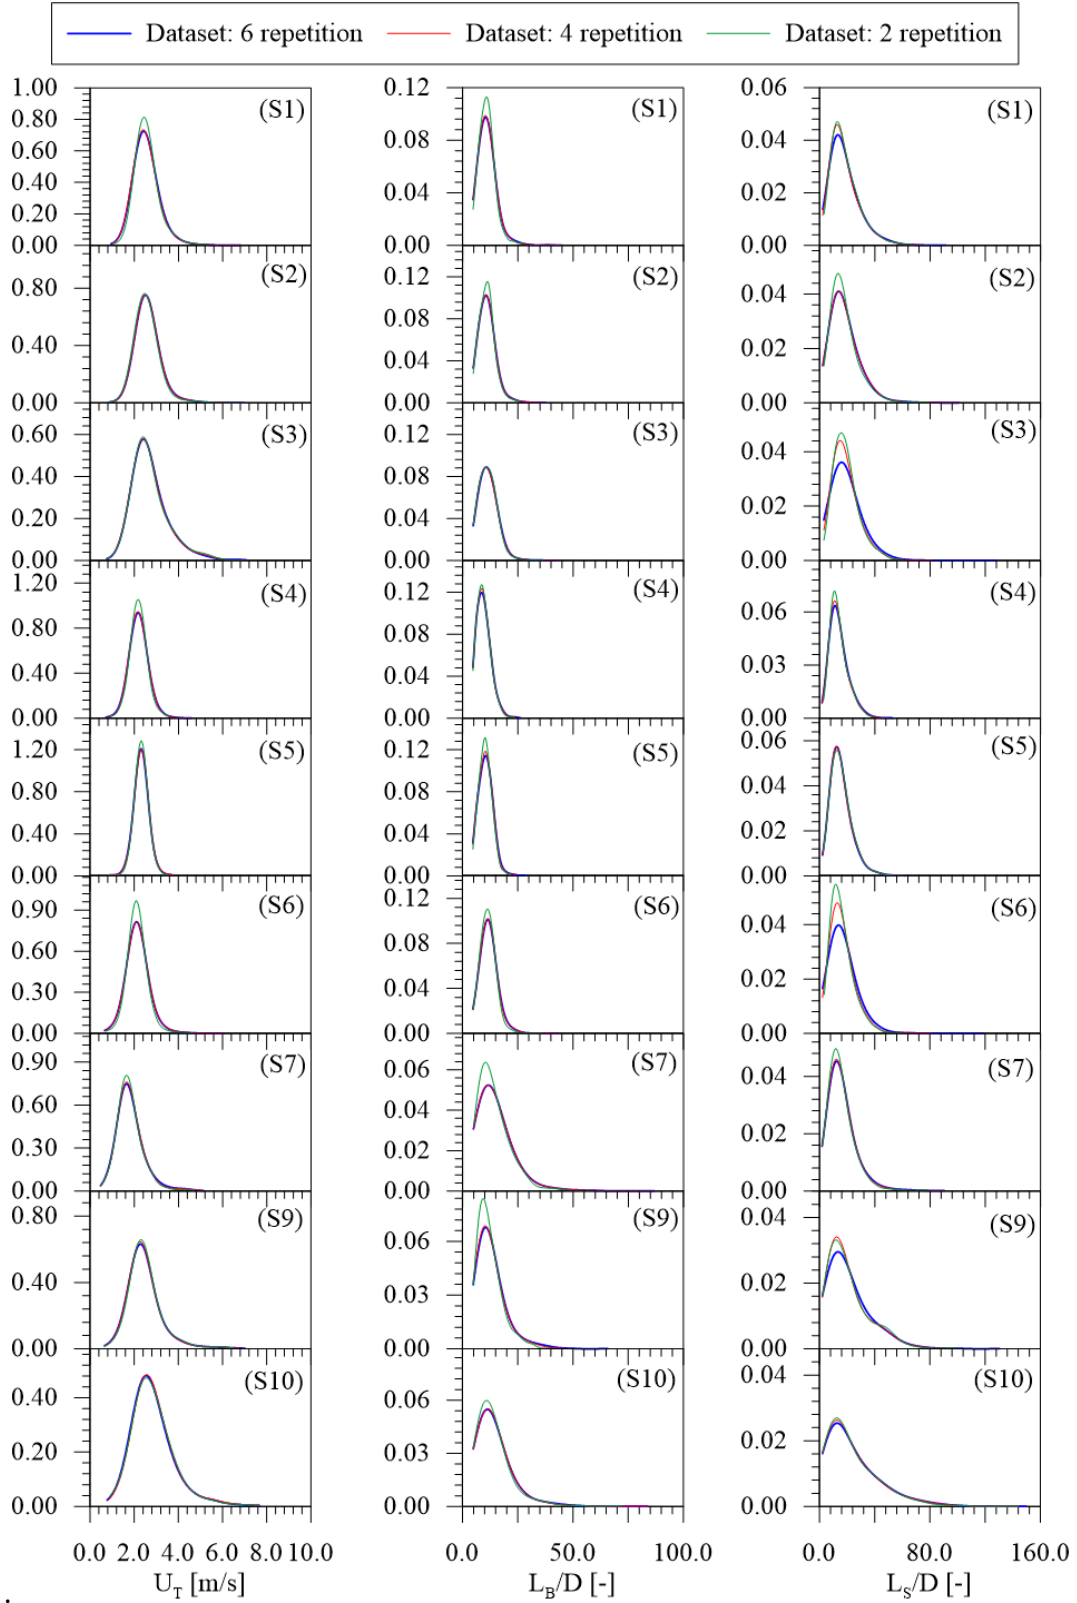 Dataset: 6 repetition Dataset: 4 repetition Dataset: 2 repetition
1.00 0.12 0.06
(S1) (S1) (S1)
0.80
0.60 0.08 0.04
0.40
0.04 0.02
0.20
0.00 0.00 0.00
(S2) (S2) (S2)
0.80 0.12 0.04
0.08
0.40 0.02
0.04
0.00 0.00 0.00
(S3) (S3) (S3)
0.60 0.12 0.04
0.40 0.08
0.02
0.20 0.04
0.00 0.00 0.00
(S4) (S4) (S4)
1.20 0.12 0.06
0.80 0.08
0.03
0.40 0.04
0.00 0.00 0.00
(S5) (S5) (S5)
1.20 0.12 0.06
0.80 0.08 0.04
0.40 0.04 0.02
0.00 0.00 0.00
(S6) (S6) (S6)
0.90 0.12 0.04
0.60 0.08
0.02
0.30 0.04
0.00 0.00 0.00
(S7) (S7) (S7)
0.90 0.06 0.04
0.60 0.04
0.02
0.30 0.02
0.00 0.00 0.00
(S9) (S9) (S9)
0.80 0.04
0.06
0.40 0.02
0.03
0.00 0.00 0.00
(S10) (S10) (S10)
0.40 0.06 0.04
0.20 0.03 0.02
0.00 0.00 0.00
0.0 2.0 4.0 6.0 8.0 10.0 0.0 50.0 100.0 0.0 80.0 160.0
U_T [m/s] L_B/D [-] L_S/D [-]